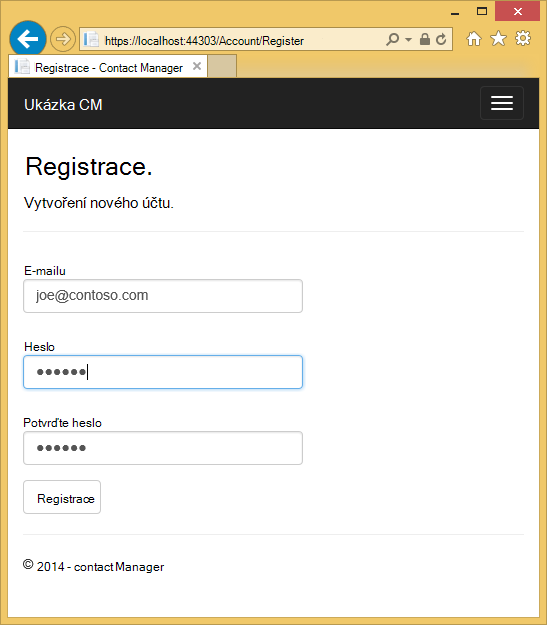 https://localhost:44303/Account/Register
Registrace - Contact Manager
Ukázka CM
Registrace.
Vytvoření nového účtu.
E-mailu
joe@contoso.com
Heslo
Potvrďte heslo
Registrace
© 2014 - contact Manager